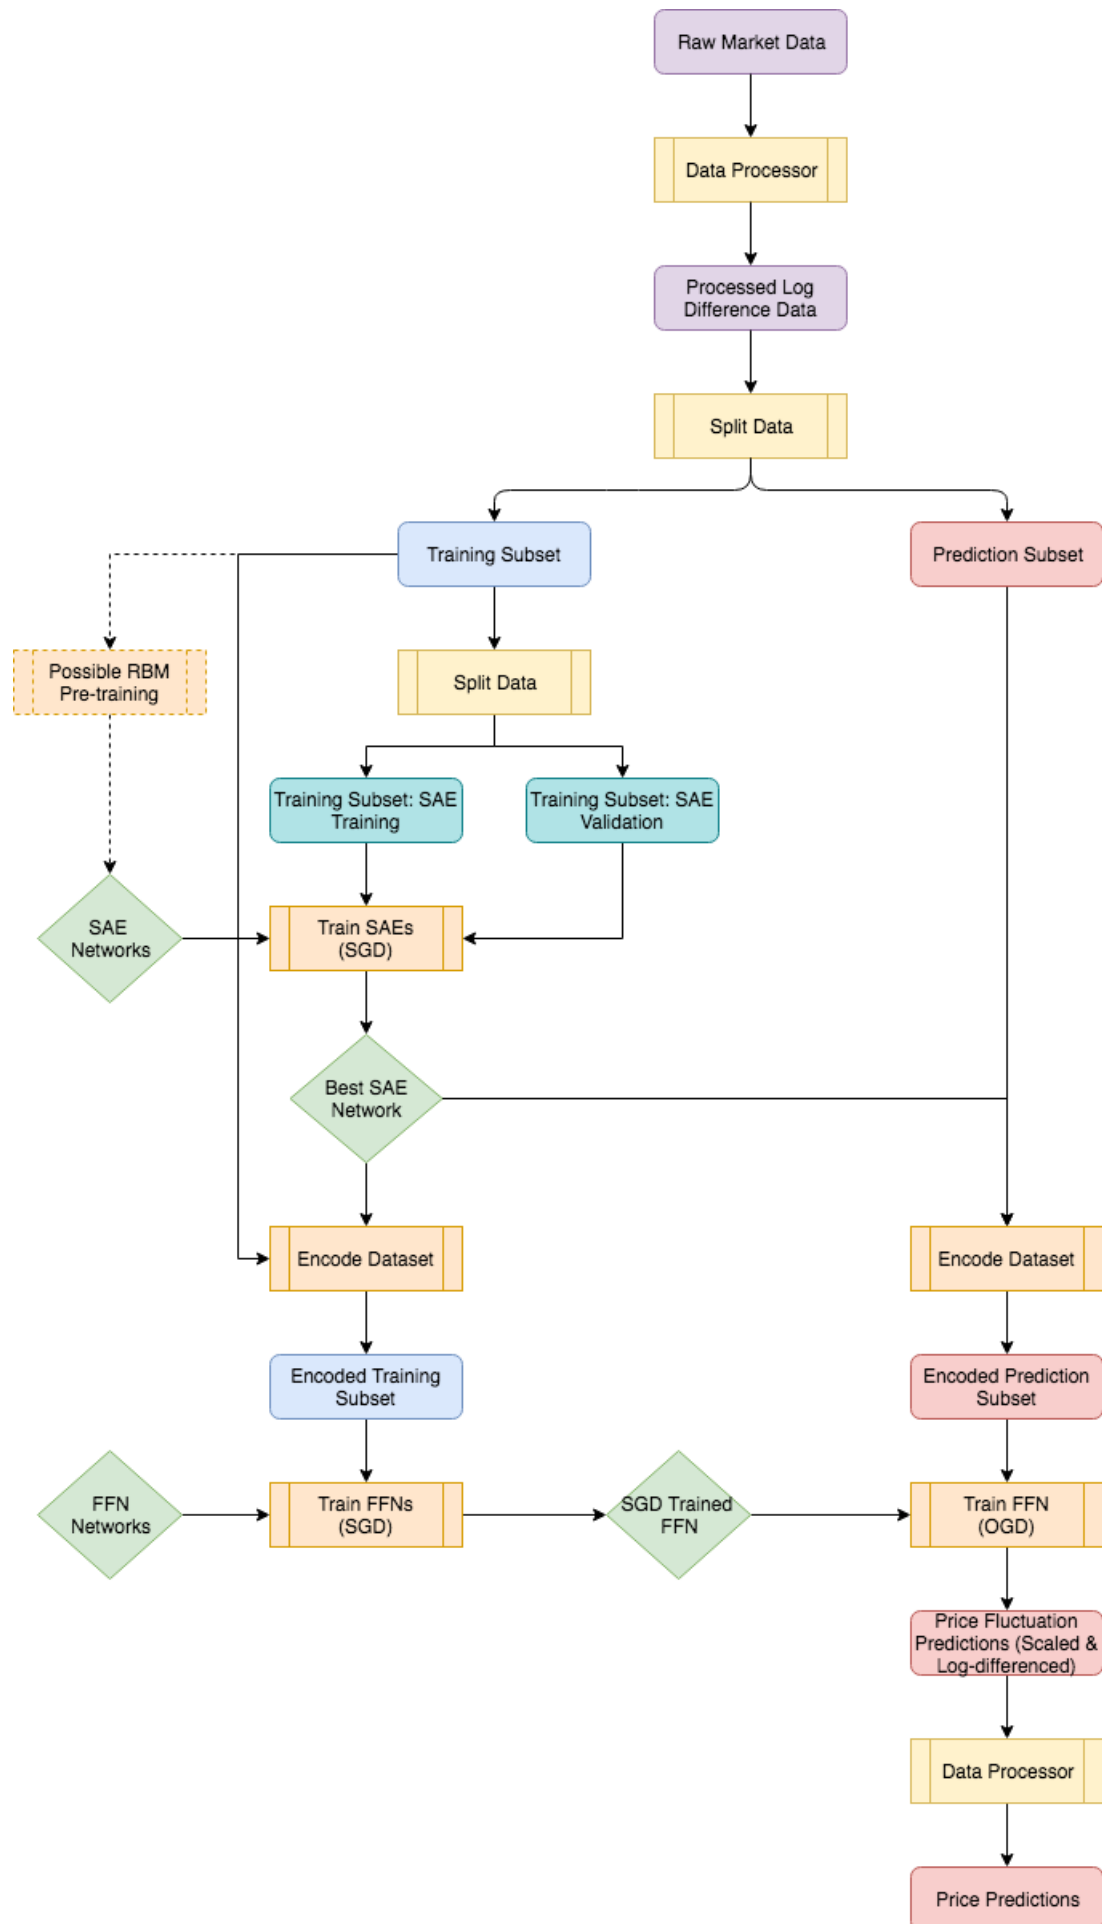 Raw Market Data
Data Processor
Processed Log
Difference Data
Split Data
Training Subset
Prediction Subset
Possible RBM
Pre-training
Split Data
Training Subset: SAE
Training
Training Subset: SAE
Validation
SAE
Networks
Train SAEs
(SGD)
Best SAE
Network
Encode Dataset
Encode Dataset
Encoded Training
Subset
Encoded Prediction
Subset
FFN
Networks
Train FFNs
(SGD)
SGD Trained
FFN
Train FFN
(OGD)
Price Fluctuation
Predictions (Scaled &
Log-differenced)
Data Processor
Price Predictions